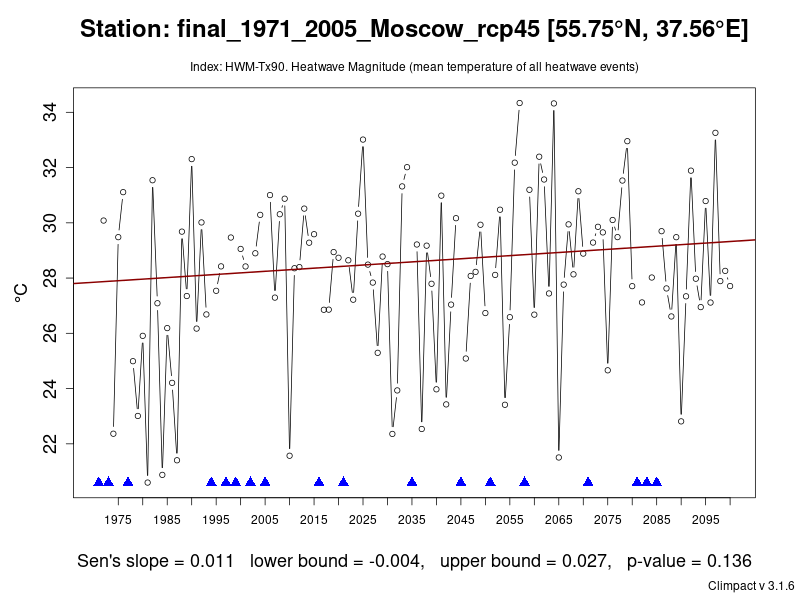 Station: final_1971_2005_Moscow_rcp45 [55.75°N, 37.56°E]
Index: HWM-Tx90. Heatwave Magnitude (mean temperature of all heatwave events)
34
32
30
28
26
24
22
°C
1975 1985 1995 2005 2015 2025 2035 2045 2055 2065 2075 2085 2095
Sen's slope = 0.011 lower bound = -0.004, upper bound = 0.027, p-value = 0.136
Climpact v 3.1.6